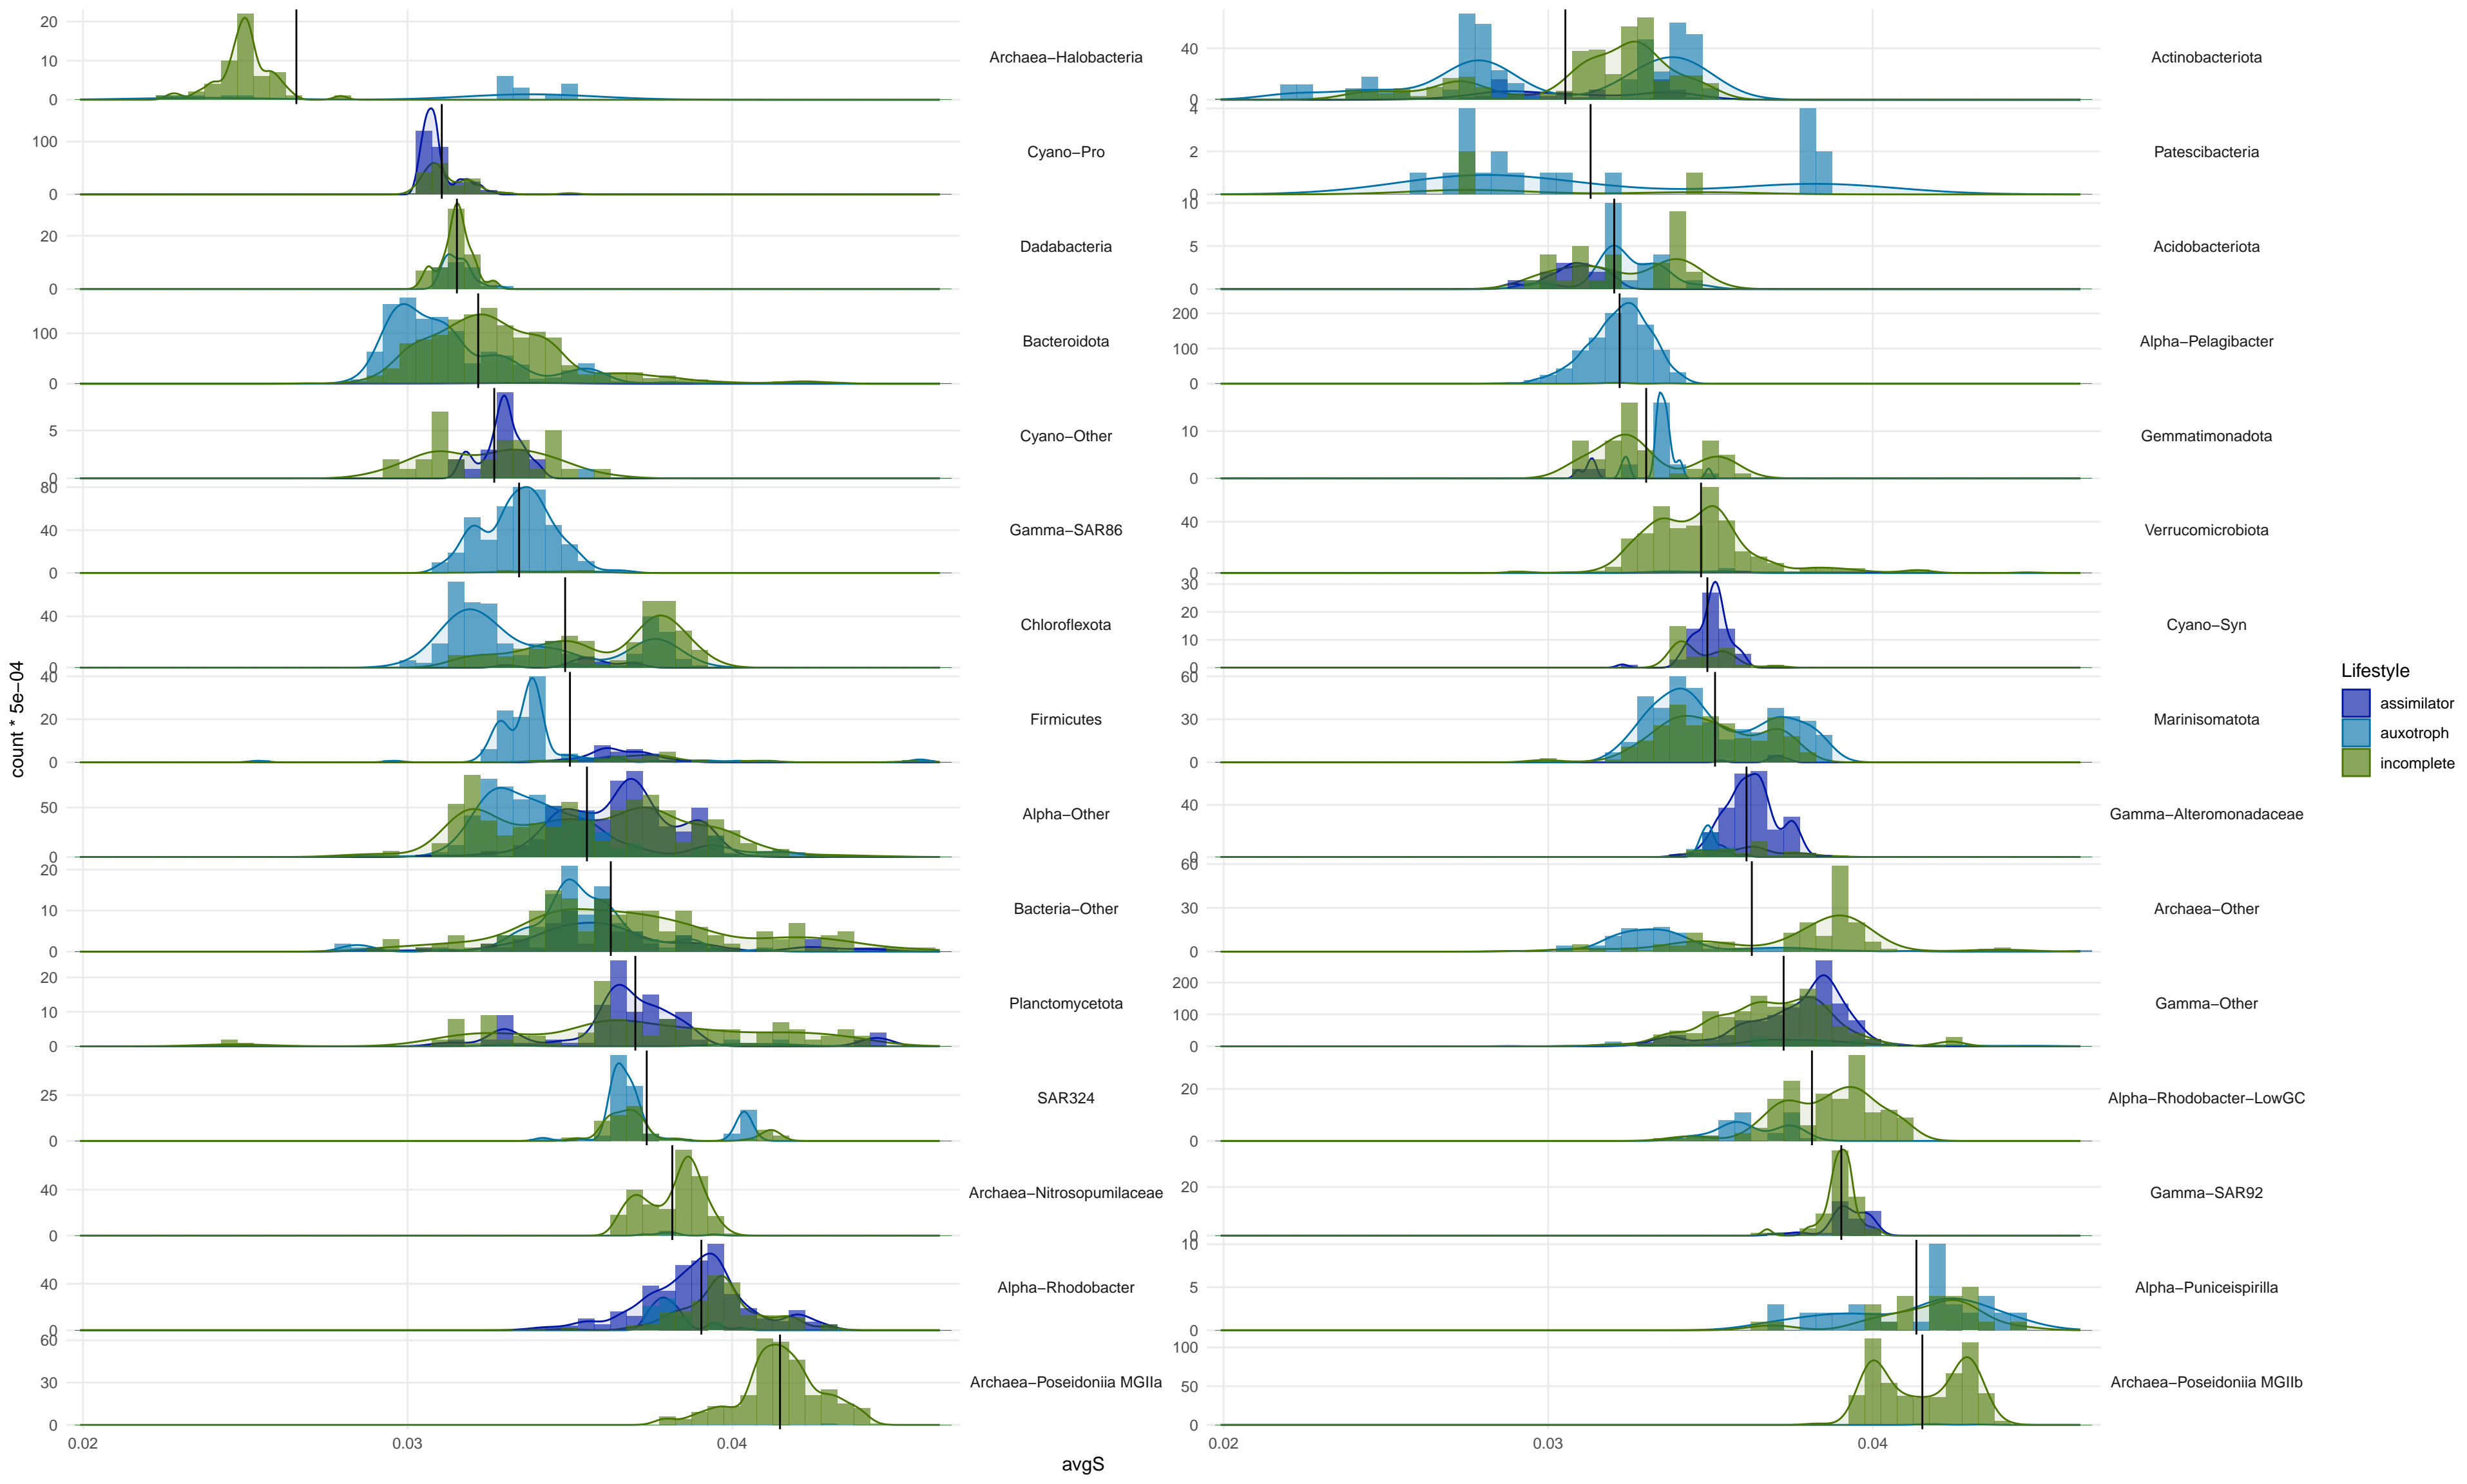 count * 5e−04
20
10
0
Archaea−Halobacteria
100
0
Cyano−Pro
20
0
Dadabacteria
100
0
Bacteroidota
5
0
Cyano−Other
80
40
0
Gamma−SAR86
40
0
Chloroflexota
40
20
0
Firmicutes
50
0
Alpha−Other
20
10
0
Bacteria−Other
20
10
0
Planctomycetota
25
0
SAR324
40
0
Archaea−Nitrosopumilaceae
40
0
Alpha−Rhodobacter
60
30
0
Archaea−Poseidoniia MGIIa
0.02 0.03 0.04
40
0
Actinobacteriota
4
2
0
Patescibacteria
10
5
0
Acidobacteriota
200
100
0
Alpha−Pelagibacter
10
0
Gemmatimonadota
40
0
Verrucomicrobiota
30
20
10
0
Cyano−Syn
60
30
0
Marinisomatota
40
0
Gamma−Alteromonadaceae
60
30
0
Archaea−Other
200
100
0
Gamma−Other
20
0
Alpha−Rhodobacter−LowGC
20
0
Gamma−SAR92
10
5
0
Alpha−Puniceispirilla
100
50
0
Archaea−Poseidoniia MGIIb
0.02 0.03 0.04
avgS
Lifestyle
assimilator
auxotroph
incomplete